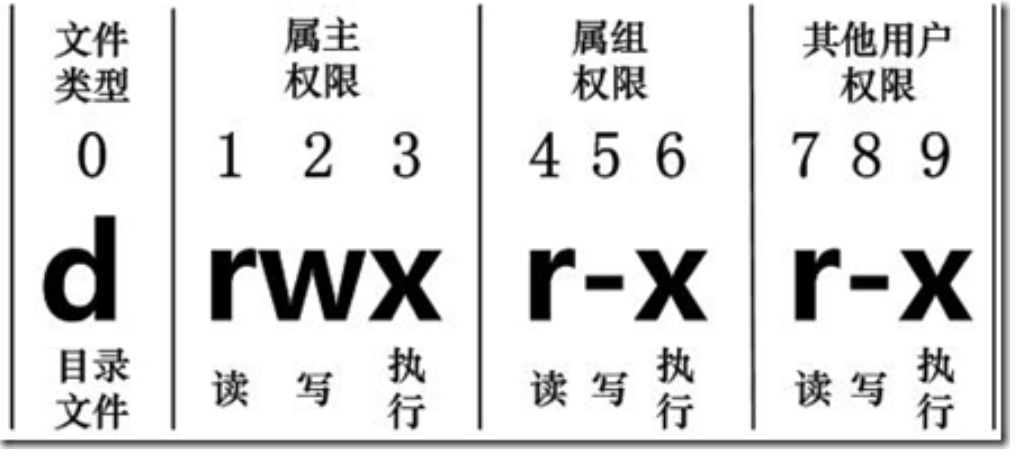 文件 属主 属组 其他用户
类型 权限 权限 权限
0 1 2 3 4 5 6 7 8 9
d rwx r-x r-x
目录 读 写 执 读 写 执 读 写 执
文件 行 行 行